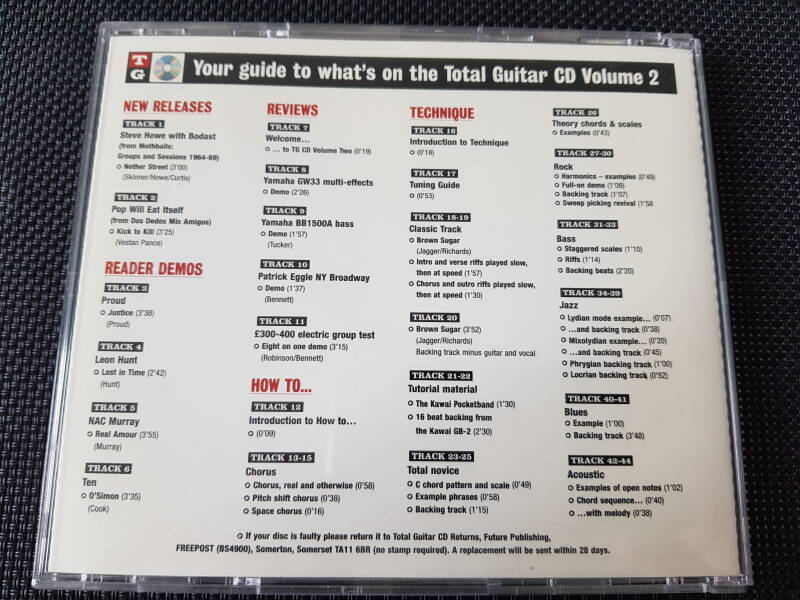 TG
Your guide to what's on the Total Guitar CD Volume 2
NEW RELEASES
TRACK 1
Steve Howe with Bodast
(from Mothballs:
Groups and Sessions 1964-69)
Nether Street (3'00)
(Skinner/Howe/Curtis)
TRACK 2
Pop Will Eat Itself
(from Dos Dedos Mis Amigos)
Kick to Kill (3'25)
(Vestan Pance)
READER DEMOS
TRACK 3
Proud
Justice (3'38)
(Proud)
TRACK 4
Leon Hunt
Lost in Time (2'42)
(Hunt)
TRACK 5
NAC Murray
Real Amour (3'55)
(Murray)
TRACK 6
Ten
O'Simon (3'35)
(Cook)
REVIEWS
TRACK 7
Welcome...
... to TG CD Volume Two (0'19)
TRACK 8
Yamaha GW33 multi-effects
Demo (2'26)
TRACK 9
Yamaha BB1500A bass
Demo (1'57)
(Tucker)
TRACK 10
Patrick Eggle NY Broadway
Demo (1'37)
(Bennett)
TRACK 11
£300-400 electric group test
Eight on one demo (3'15)
(Robinson/Bennett)
HOW TO...
TRACK 12
Introduction to How to...
(0'09)
TRACK 13-15
Chorus
Chorus, real and otherwise (0'58)
Pitch shift chorus (0'38)
Space chorus (0'16)
TECHNIQUE
TRACK 16
Introduction to Technique
(0'18)
TRACK 17
Tuning Guide
(0'53)
TRACK 18-19
Classic Track
Brown Sugar
(Jagger/Richards)
Intro and verse riffs played slow,
then at speed (1'57)
Chorus and outro riffs played slow,
then at speed (1'30)
TRACK 20
Brown Sugar (3'52)
(Jagger/Richards)
Backing track minus guitar and vocal
TRACK 21-22
Tutorial material
The Kawai Pocketband (1'30)
16 beat backing from
the Kawai GB-2 (2'30)
TRACK 23-25
Total novice
C chord pattern and scale (0'49)
Example phrases (0'58)
Backing track (1'15)
TRACK 26
Theory chords & scales
Examples (0'43)
TRACK 27-30
Rock
Harmonics – examples (0'49)
Full-on demo (1'09)
Backing track (1'07)
Sweep picking revival (1'58
TRACK 31-33
Bass
Staggered scales (1'10)
Riffs (1'14)
Backing beats (2'20)
TRACK 34-39
Jazz
Lydian mode example... (0'07)
...and backing track (0'38)
Mixolydian example... (0'20)
...and backing track (0'45)
Phrygian backing track (1'00)
Locrian backing track (0'52)
TRACK 40-41
Blues
Example (1'00)
Backing track (3'48)
TRACK 42-44
Acoustic
Examples of open notes (1'02)
Chord sequence... (0'40)
...with melody (0'38)
If your disc is faulty please return it to Total Guitar CD Returns, Future Publishing,
FREEPOST (BS4900), Somerton, Somerset TA11 6BR (no stamp required). A replacement will be sent within 28 days.